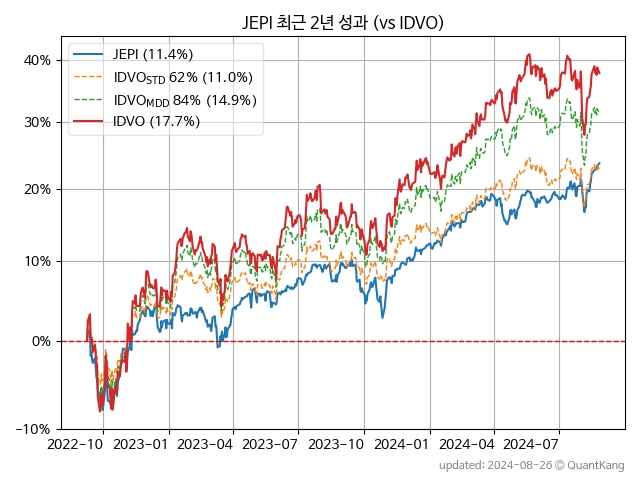 JEPI 최근 2년 성과 (vs IDVO)
JEPI (11.4%)
IDVO_STD 62% (11.0%)
IDVO_MDD 84% (14.9%)
IDVO (17.7%)
40%
30%
20%
10%
0%
−10%
2022-10 2023-01 2023-04 2023-07 2023-10 2024-01 2024-04 2024-07
updated: 2024-08-26 © QuantKang